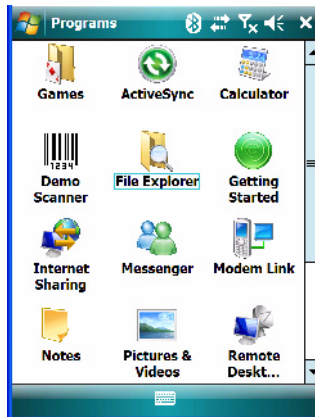 Programs
Games
ActiveSync
Calculator
1234
Demo
Scanner
File Explorer
Getting
Started
Internet
Sharing
Messenger
Modem Link
Notes
Pictures &
Videos
Remote
Deskt...